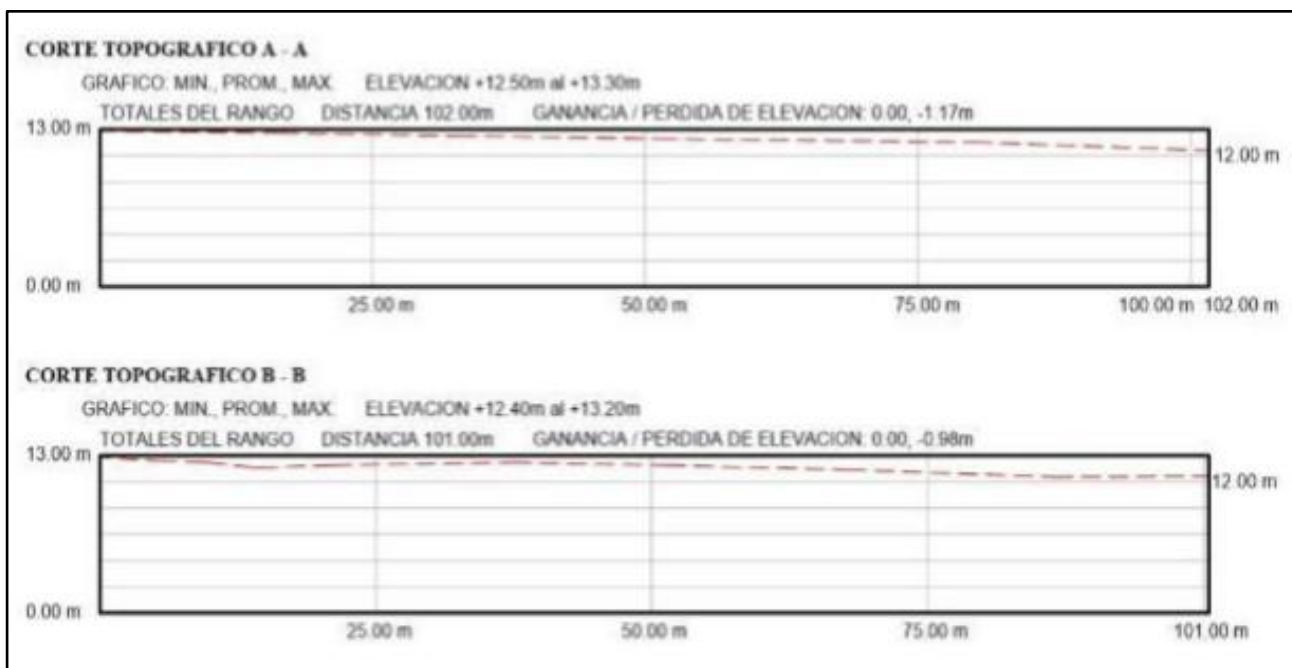 CORTE TOPOGRAFICO A - A
GRAFICO: MIN., PROM., MAX. ELEVACION +12.50m al +13.30m
TOTALES DEL RANGO DISTANCIA 102.00m GANANCIA / PERDIDA DE ELEVACION: 0.00, -1.17m
13.00 m
12.00 m
0.00 m
25.00 m 50.00 m 75.00 m 100.00 m 102.00 m
CORTE TOPOGRAFICO B - B
GRAFICO: MIN., PROM., MAX. ELEVACION +12.40m al +13.20m
TOTALES DEL RANGO DISTANCIA 101.00m GANANCIA / PERDIDA DE ELEVACION: 0.00, -0.98m
13.00 m
12.00 m
0.00 m
25.00 m 50.00 m 75.00 m 101.00 m